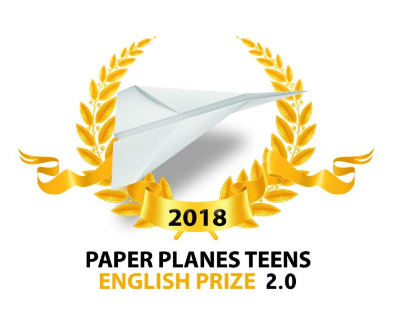 2018
PAPER PLANES TEENS
ENGLISH PRIZE 2.0